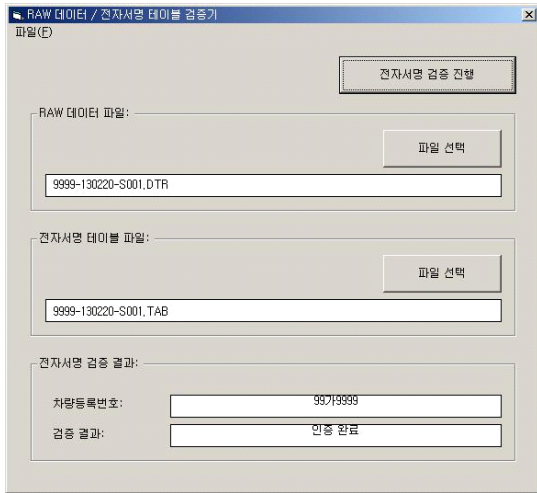 RAW 데이터 / 전자서명 테이블 검증기
파일(F)
전자서명 검증 진행
RAW 데이터 파일:
파일 선택
9999-130220-S001.DTR
전자서명 테이블 파일:
파일 선택
9999-130220-S001.TAB
전자서명 검증 결과:
차량등록번호: 99가9999
검증 결과: 인증 완료